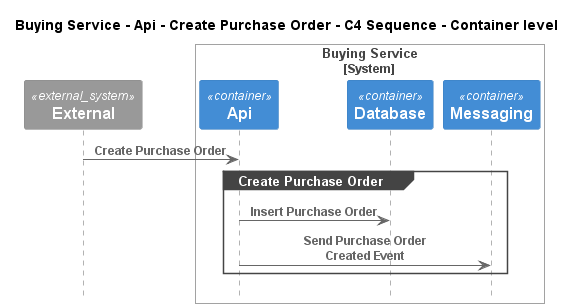 Buying Service - Api - Create Purchase Order - C4 Sequence - Container level
Buying Service
[System]
«external_system»
External
«container»
Api
«container»
Database
«container»
Messaging
Create Purchase Order
Create Purchase Order
Insert Purchase Order
Send Purchase Order
Created Event